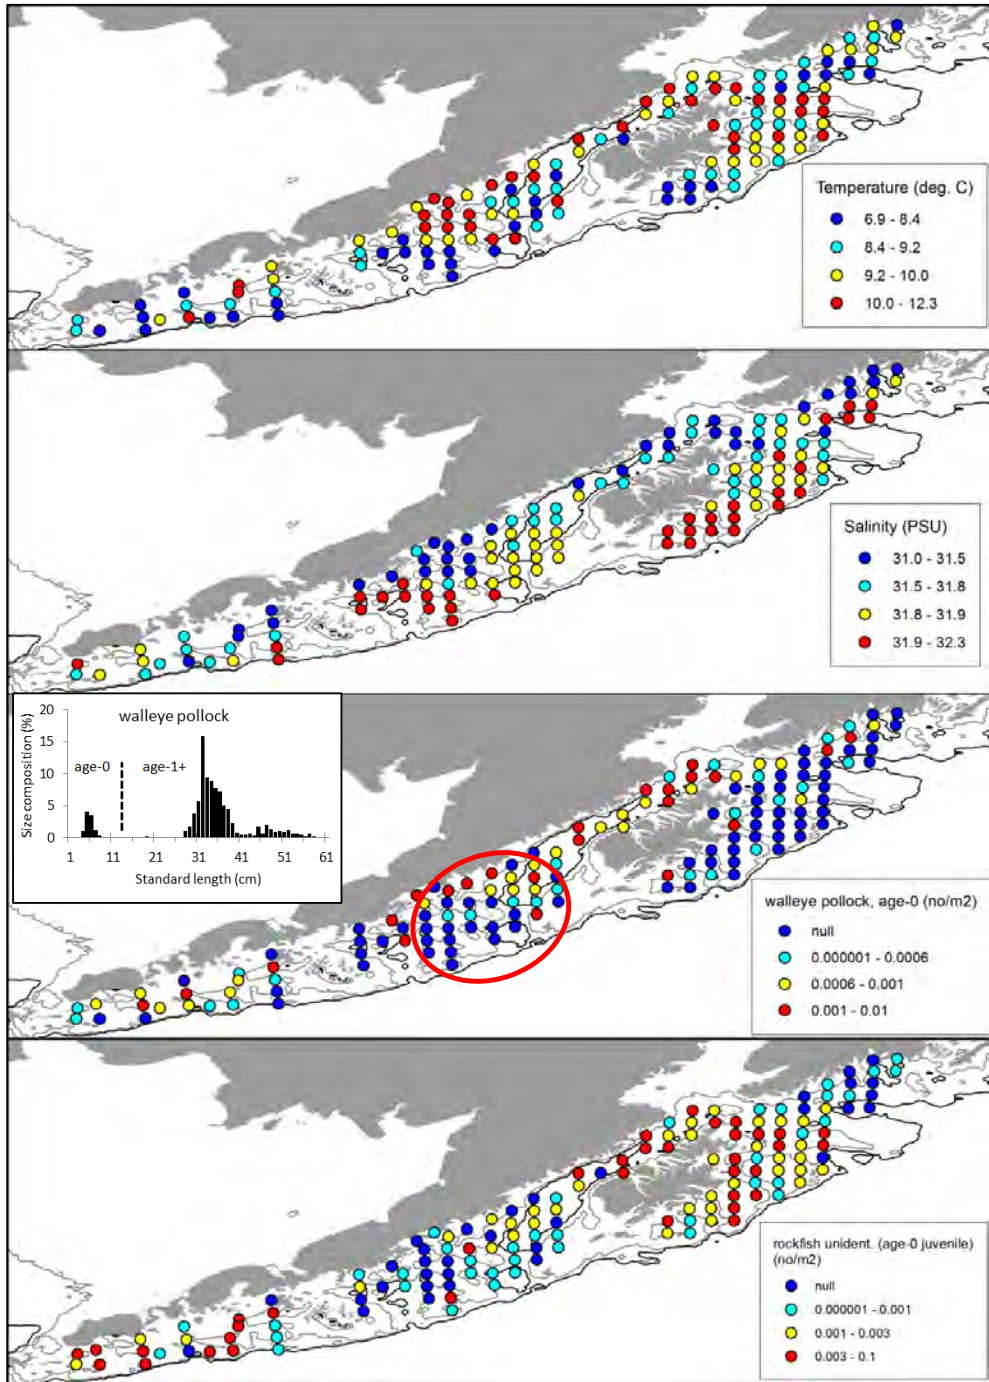 Temperature (deg. C)
6.9 - 8.4
8.4 - 9.2
9.2 - 10.0
10.0 - 12.3
Salinity (PSU)
31.0 - 31.5
31.5 - 31.8
31.8 - 31.9
31.9 - 32.3
walleye pollock
Size composition (%)
20
15
10
5
0
age-0
age-1+
1 11 21 31 41 51 61
Standard length (cm)
walleye pollock, age-0 (no/m2)
null
0.000001 - 0.0006
0.0006 - 0.001
0.001 - 0.01
rockfish unident. (age-0 juvenile)
(no/m2)
null
0.000001 - 0.001
0.001 - 0.003
0.003 - 0.1